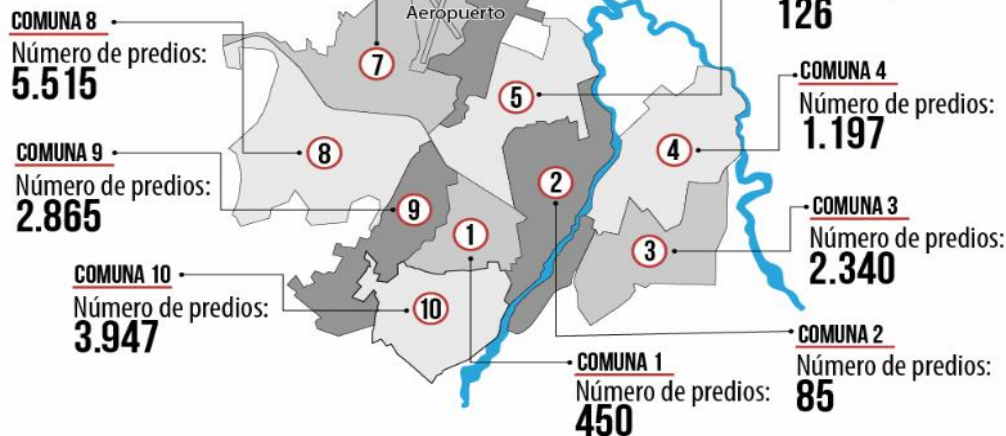 Aeropuerto
COMUNA 8
Número de predios:
5.515
126
7
5
COMUNA 4
Número de predios:
1.197
8
4
COMUNA 9
Número de predios:
2.865
9
2
1
3
COMUNA 3
Número de predios:
2.340
COMUNA 10
Número de predios:
3.947
10
COMUNA 2
Número de predios:
85
COMUNA 1
Número de predios:
450